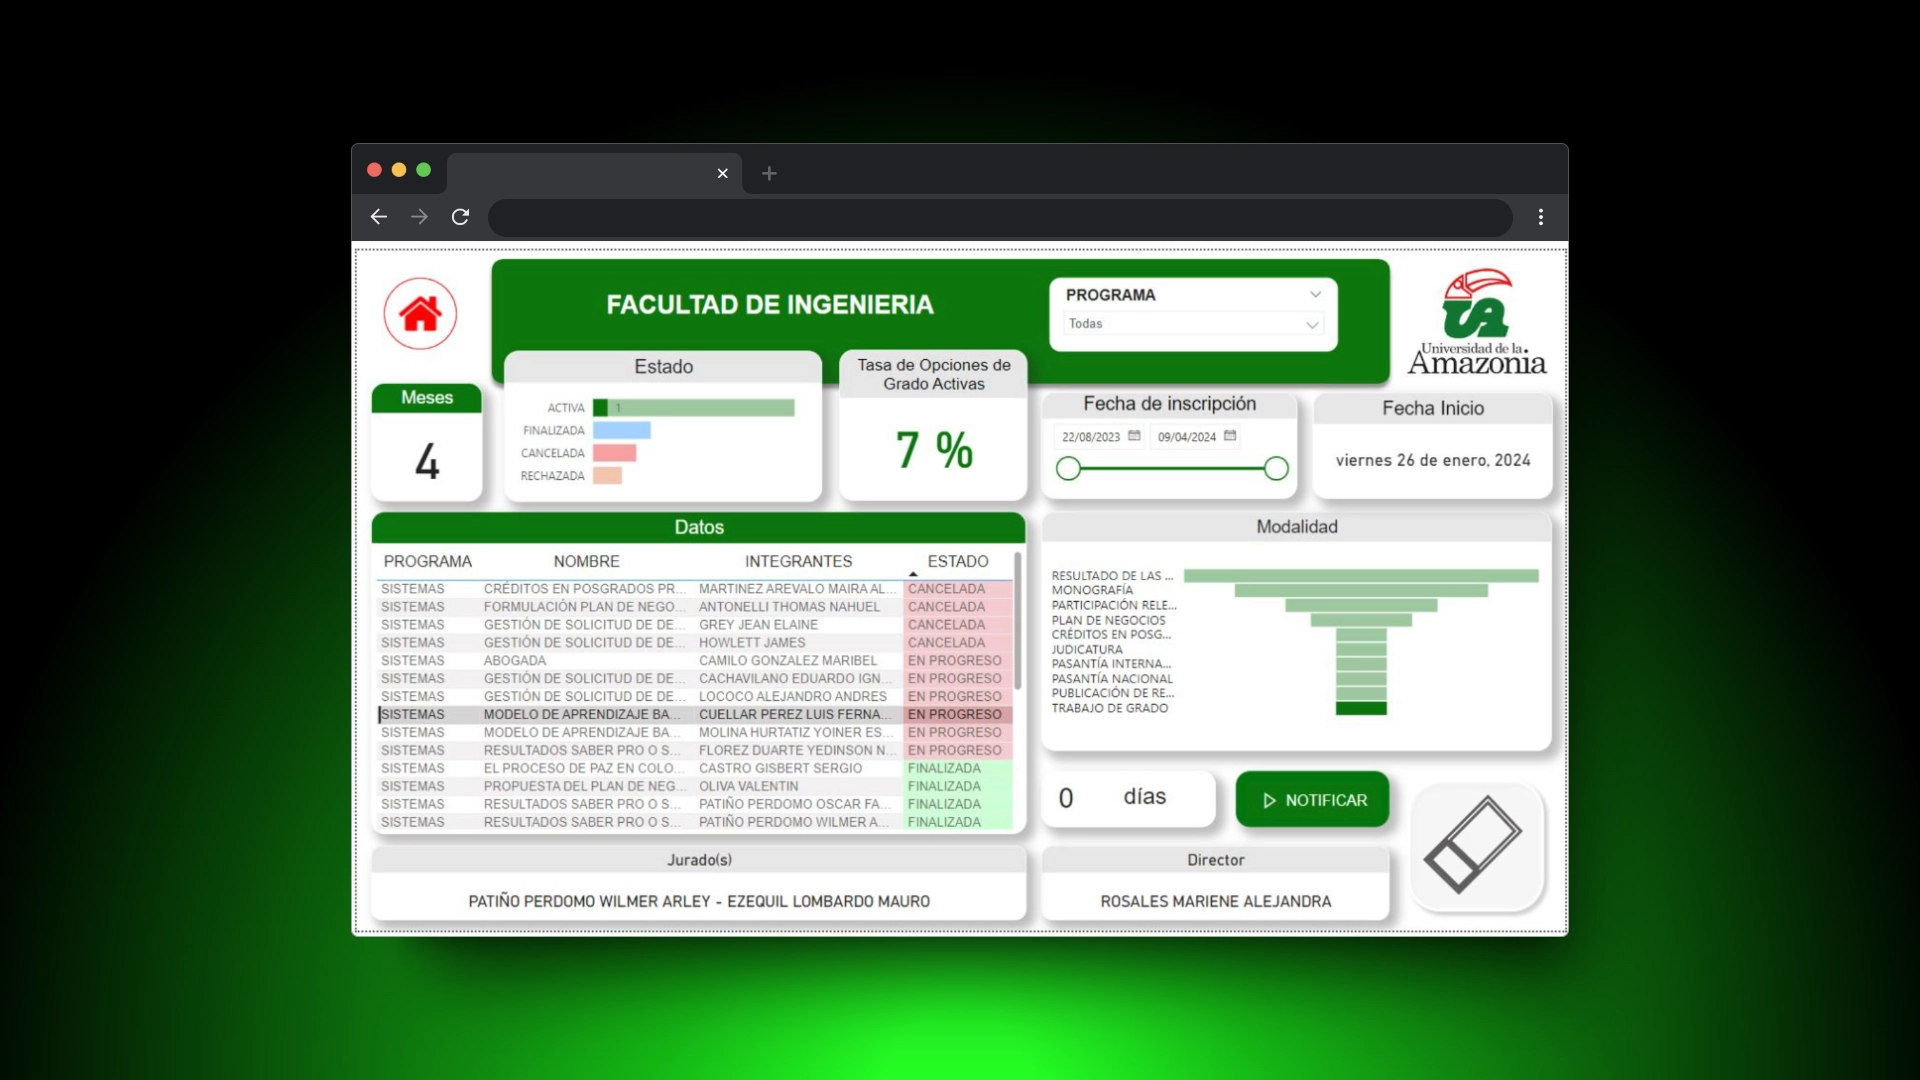 FACULTAD DE INGENIERIA
PROGRAMA
Todas
Universidad de la
Amazonia
Meses
4
Estado
ACTIVA 1
FINALIZADA
CANCELADA
RECHAZADA
Tasa de Opciones de
Grado Activas
7 %
Fecha de inscripción
22/08/2023 09/04/2024
Fecha Inicio
viernes 26 de enero, 2024
Datos
PROGRAMA NOMBRE INTEGRANTES ESTADO
SISTEMAS CRÉDITOS EN POSGRADOS PR... MARTINEZ AREVALO MAIRA AL... CANCELADA
SISTEMAS FORMULACIÓN PLAN DE NEGO... ANTONELLI THOMAS NAHUEL CANCELADA
SISTEMAS GESTIÓN DE SOLICITUD DE DE... GREY JEAN ELAINE CANCELADA
SISTEMAS GESTIÓN DE SOLICITUD DE DE... HOWLETT JAMES CANCELADA
SISTEMAS ABOGADA CAMILO GONZALEZ MARIBEL EN PROGRESO
SISTEMAS GESTIÓN DE SOLICITUD DE DE... CACHAVILANO EDUARDO IGN... EN PROGRESO
SISTEMAS GESTIÓN DE SOLICITUD DE DE... LOCOCO ALEJANDRO ANDRES EN PROGRESO
SISTEMAS MODELO DE APRENDIZAJE BA... CUELLAR PEREZ LUIS FERNA... EN PROGRESO
SISTEMAS MODELO DE APRENDIZAJE BA... MOLINA HURTATIZ YOINER ES... EN PROGRESO
SISTEMAS RESULTADOS SABER PRO O S... FLOREZ DUARTE YEDINSON N... EN PROGRESO
SISTEMAS EL PROCESO DE PAZ EN COLO... CASTRO GISBERT SERGIO FINALIZADA
SISTEMAS PROPUESTA DEL PLAN DE NEG... OLIVA VALENTIN FINALIZADA
SISTEMAS RESULTADOS SABER PRO O S... PATIÑO PERDOMO OSCAR FA... FINALIZADA
SISTEMAS RESULTADOS SABER PRO O S... PATIÑO PERDOMO WILMER A... FINALIZADA
Modalidad
RESULTADO DE LAS ...
MONOGRAFÍA
PARTICIPACIÓN RELE...
PLAN DE NEGOCIOS
CRÉDITOS EN POSG...
JUDICATURA
PASANTÍA INTERNA...
PASANTÍA NACIONAL
PUBLICACIÓN DE RE...
TRABAJO DE GRADO
0 días
NOTIFICAR
Jurado(s)
PATIÑO PERDOMO WILMER ARLEY - EZEQUIL LOMBARDO MAURO
Director
ROSALES MARIENE ALEJANDRA